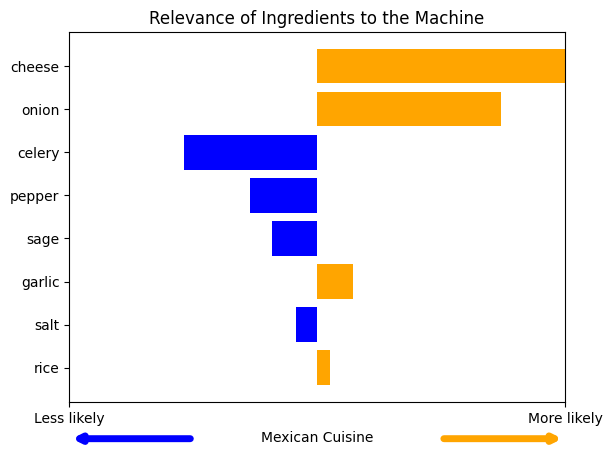 Relevance of Ingredients to the Machine
cheese
onion
celery
pepper
sage
garlic
salt
rice
Less likely
More likely
Mexican Cuisine